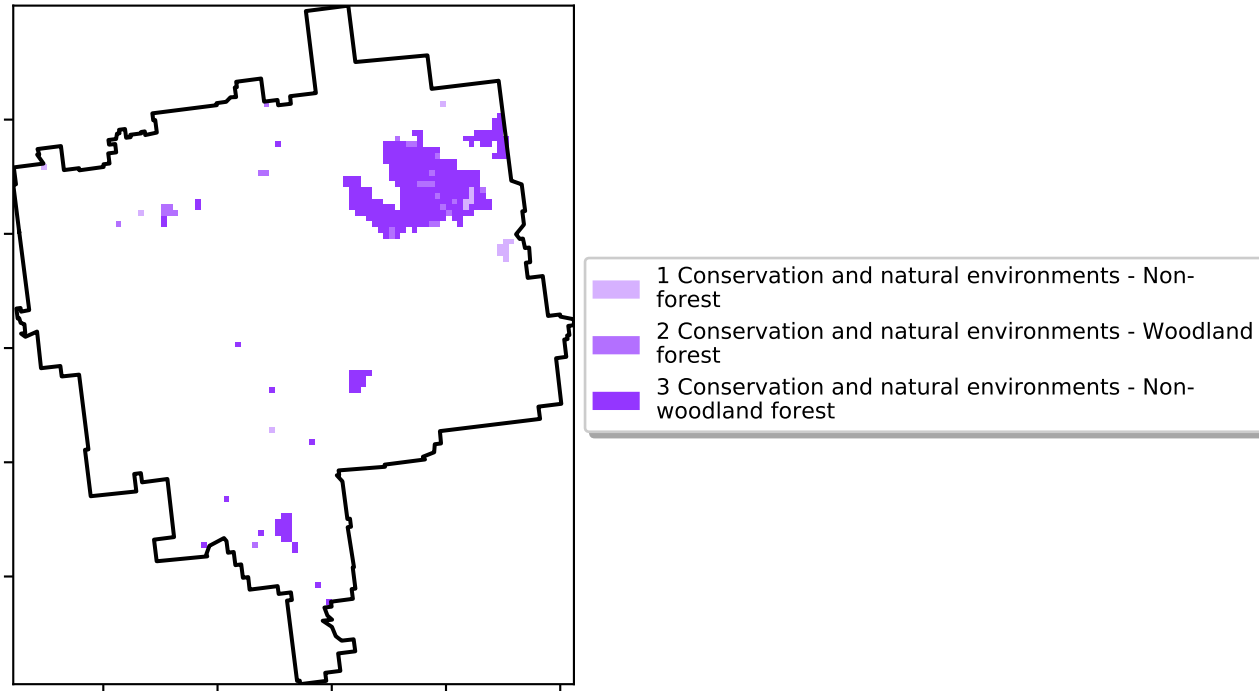 1 Conservation and natural environments - Non-
forest
2 Conservation and natural environments - Woodland
forest
3 Conservation and natural environments - Non-
woodland forest